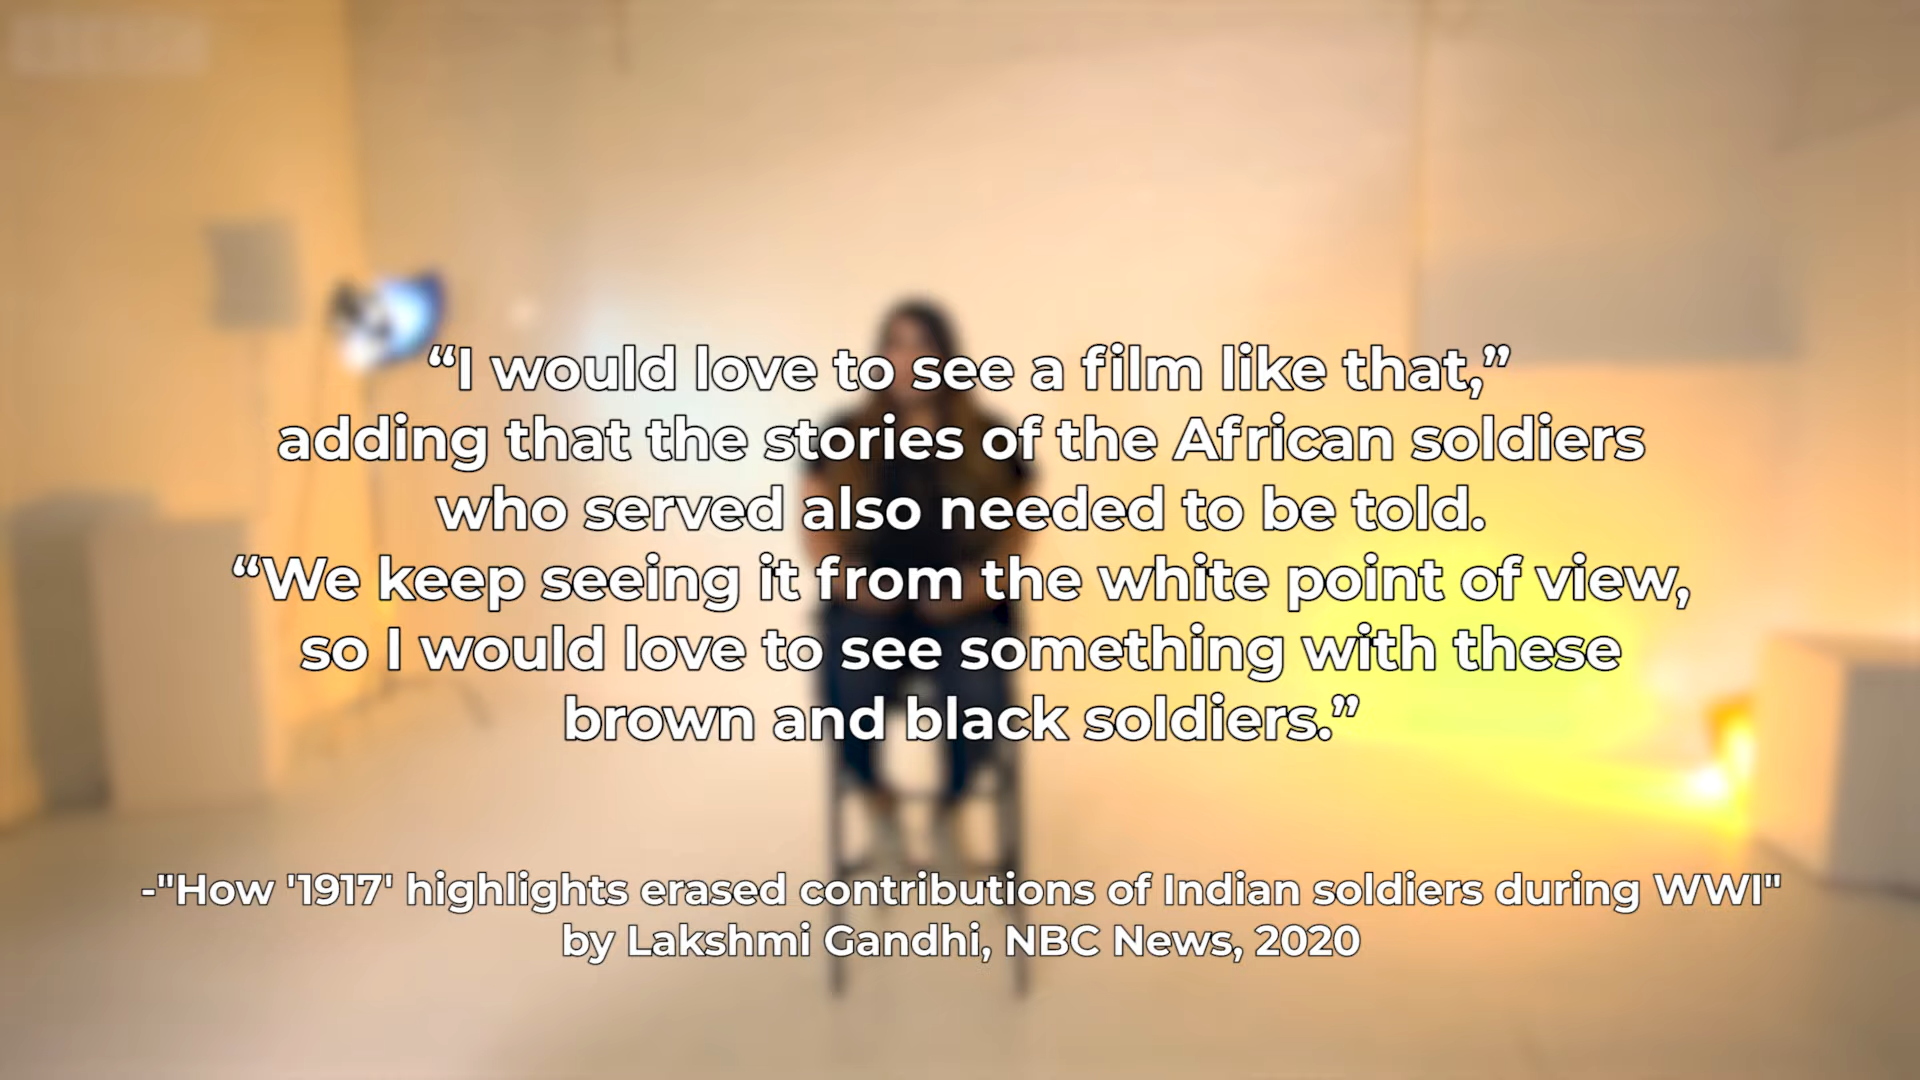 “I would love to see a film like that,”
adding that the stories of the African soldiers
who served also needed to be told.
“We keep seeing it from the white point of view,
so I would love to see something with these
brown and black soldiers.”
-"How '1917' highlights erased contributions of Indian soldiers during WWI"
by Lakshmi Gandhi, NBC News, 2020